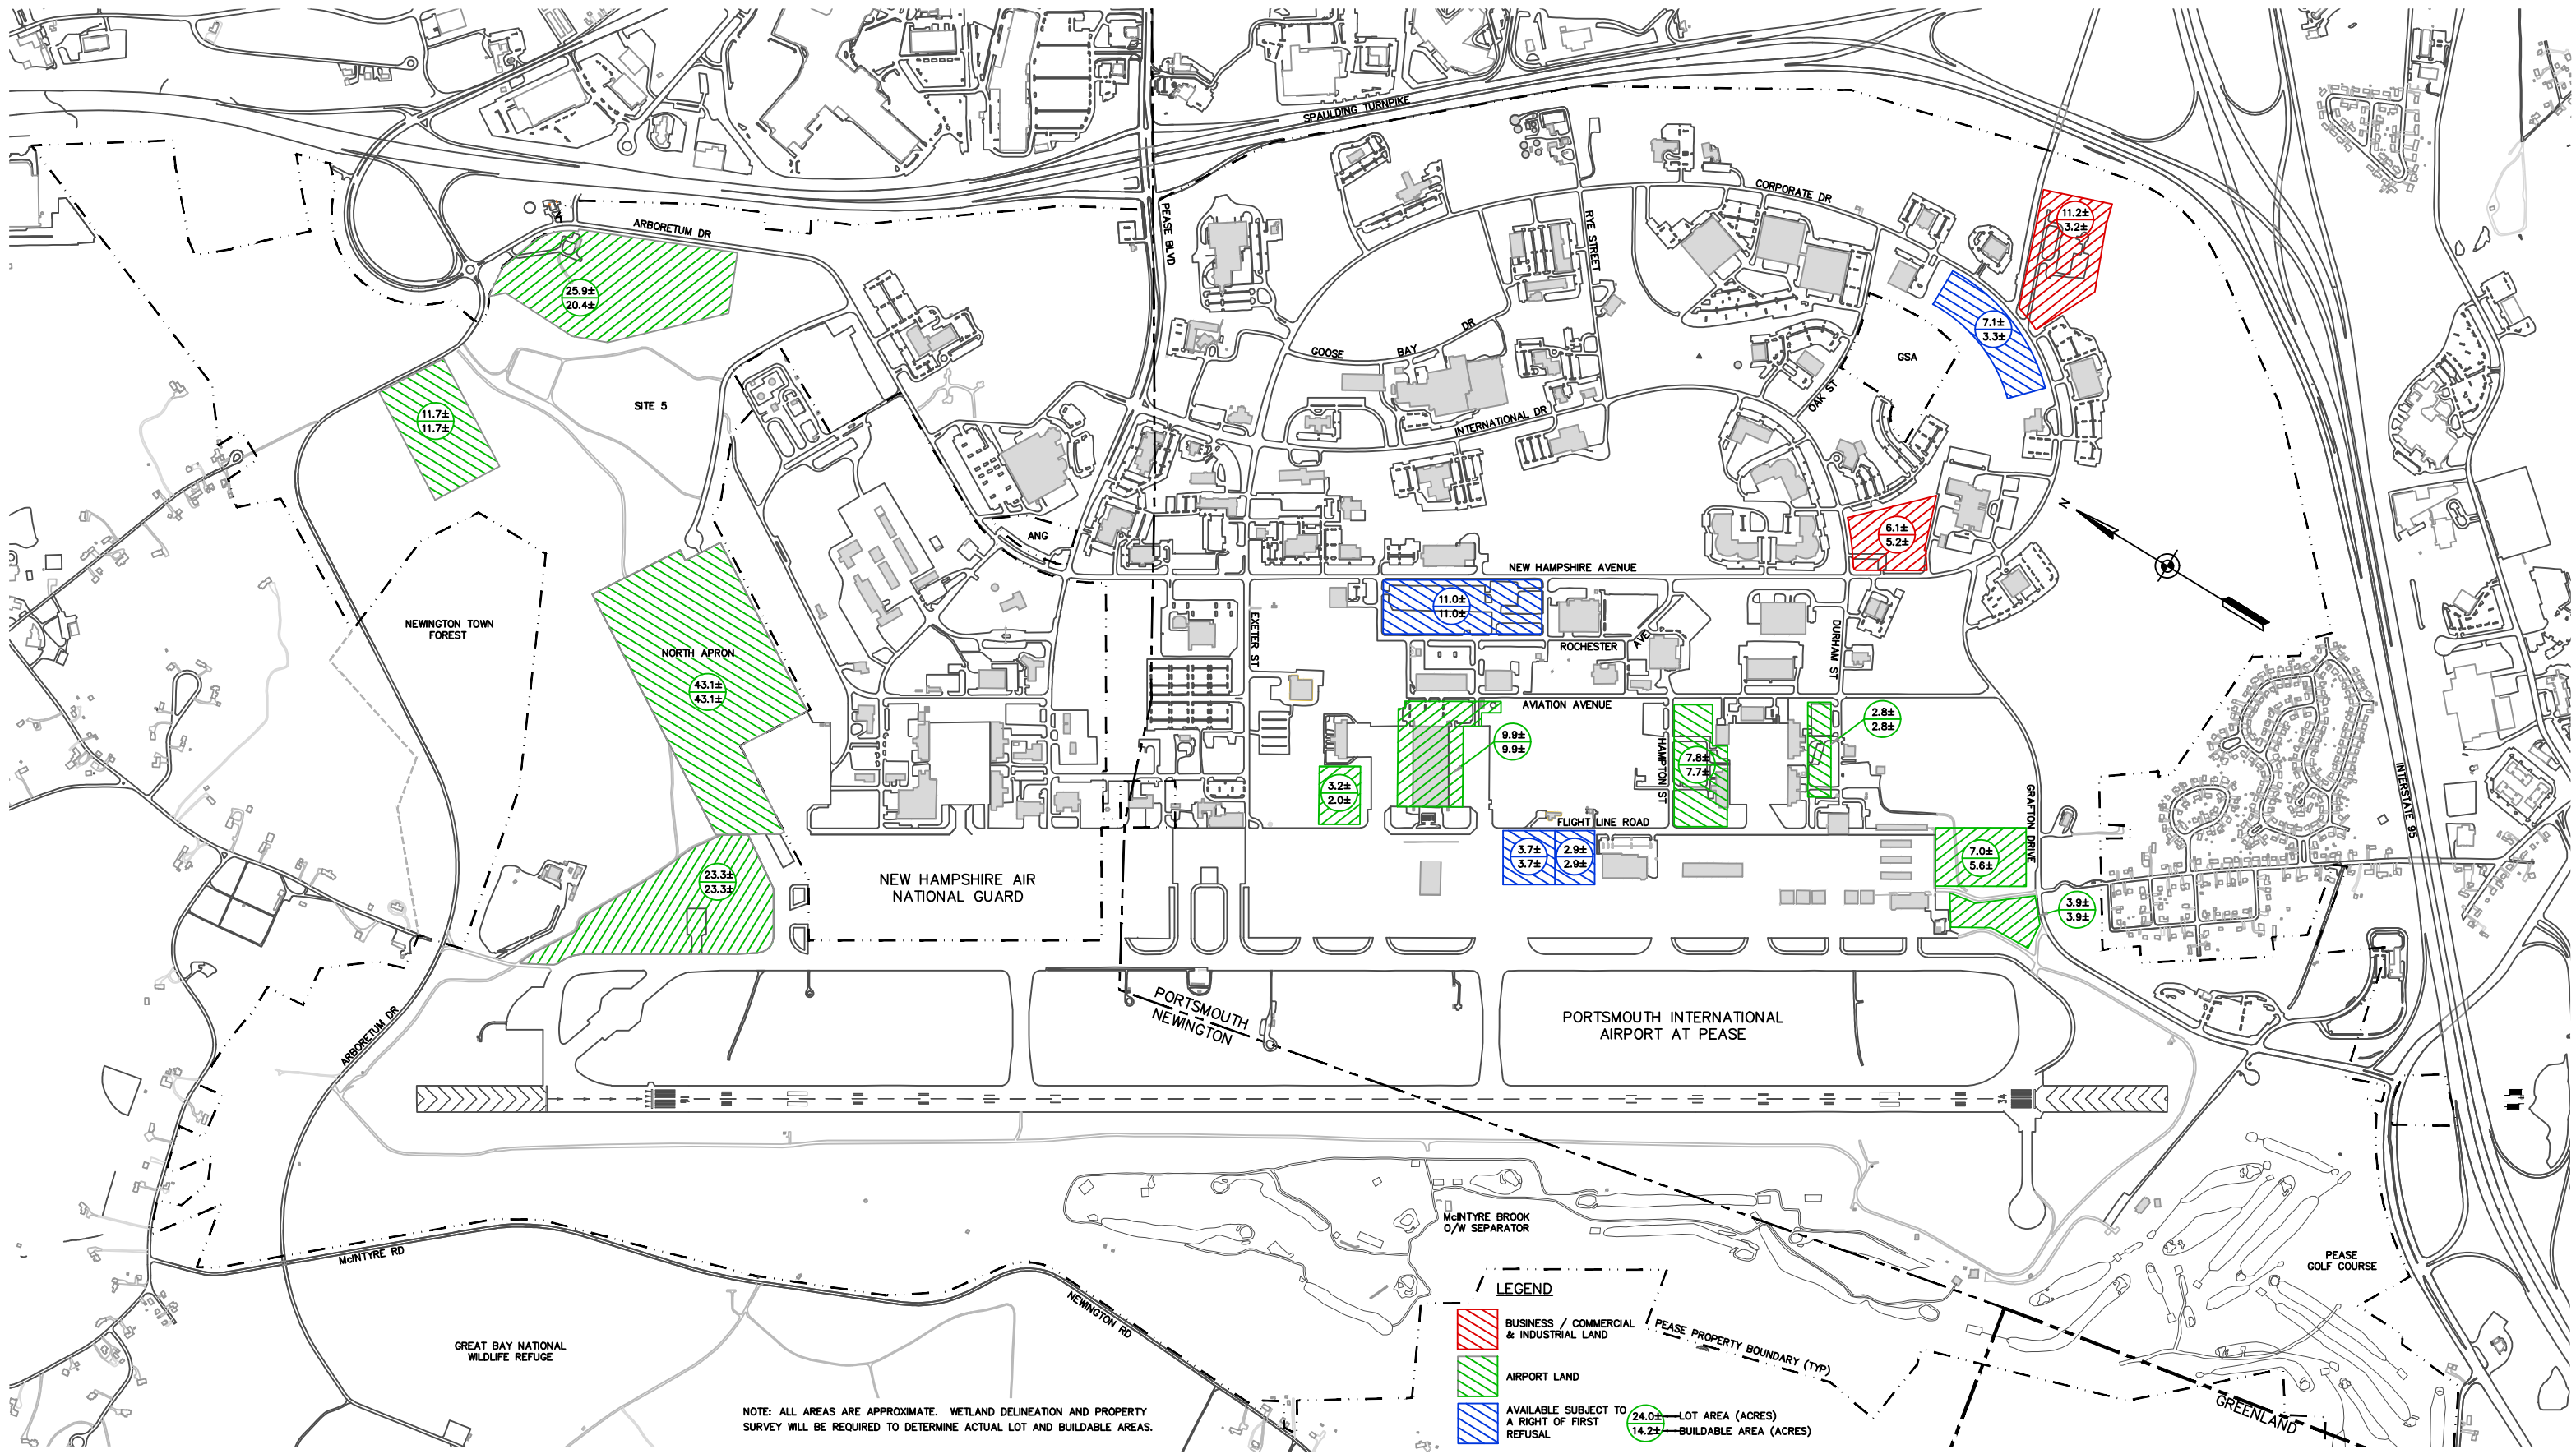 SPAULDING TURNPIKE
CORPORATE DR
PEASE BLVD
RYE STREET
ARBORETUM DR
11.2±
3.2±
25.9±
20.4±
7.1±
3.3±
GOOSE BAY DR
GSA
OAK ST
SITE 5
11.7±
11.7±
INTERNATIONAL DR
N
6.1±
5.2±
ANG
NEW HAMPSHIRE AVENUE
11.0±
11.0±
NEWINGTON TOWN
FOREST
EXETER ST
ROCHESTER AVE
DURHAM ST
NORTH APRON
43.1±
43.1±
AVIATION AVENUE
2.8±
2.8±
9.9±
9.9±
HAMPTON ST
7.8±
7.7±
3.2±
2.0±
INTERSTATE 95
GRAFTON DRIVE
FLIGHT LINE ROAD
3.7±
3.7±
2.9±
2.9±
7.0±
5.6±
23.3±
23.3±
NEW HAMPSHIRE AIR
NATIONAL GUARD
3.9±
3.9±
PORTSMOUTH
NEWINGTON
PORTSMOUTH INTERNATIONAL
AIRPORT AT PEASE
ARBORETUM DR
34
McINTYRE BROOK
O/W SEPARATOR
McINTYRE RD
PEASE
GOLF COURSE
NEWINGTON RD
GREAT BAY NATIONAL
WILDLIFE REFUGE
PEASE PROPERTY BOUNDARY (TYP)
GREENLAND
LEGEND
BUSINESS / COMMERCIAL
& INDUSTRIAL LAND
AIRPORT LAND
AVAILABLE SUBJECT TO
A RIGHT OF FIRST
REFUSAL
24.0± LOT AREA (ACRES)
14.2± BUILDABLE AREA (ACRES)
NOTE: ALL AREAS ARE APPROXIMATE. WETLAND DELINEATION AND PROPERTY
SURVEY WILL BE REQUIRED TO DETERMINE ACTUAL LOT AND BUILDABLE AREAS.